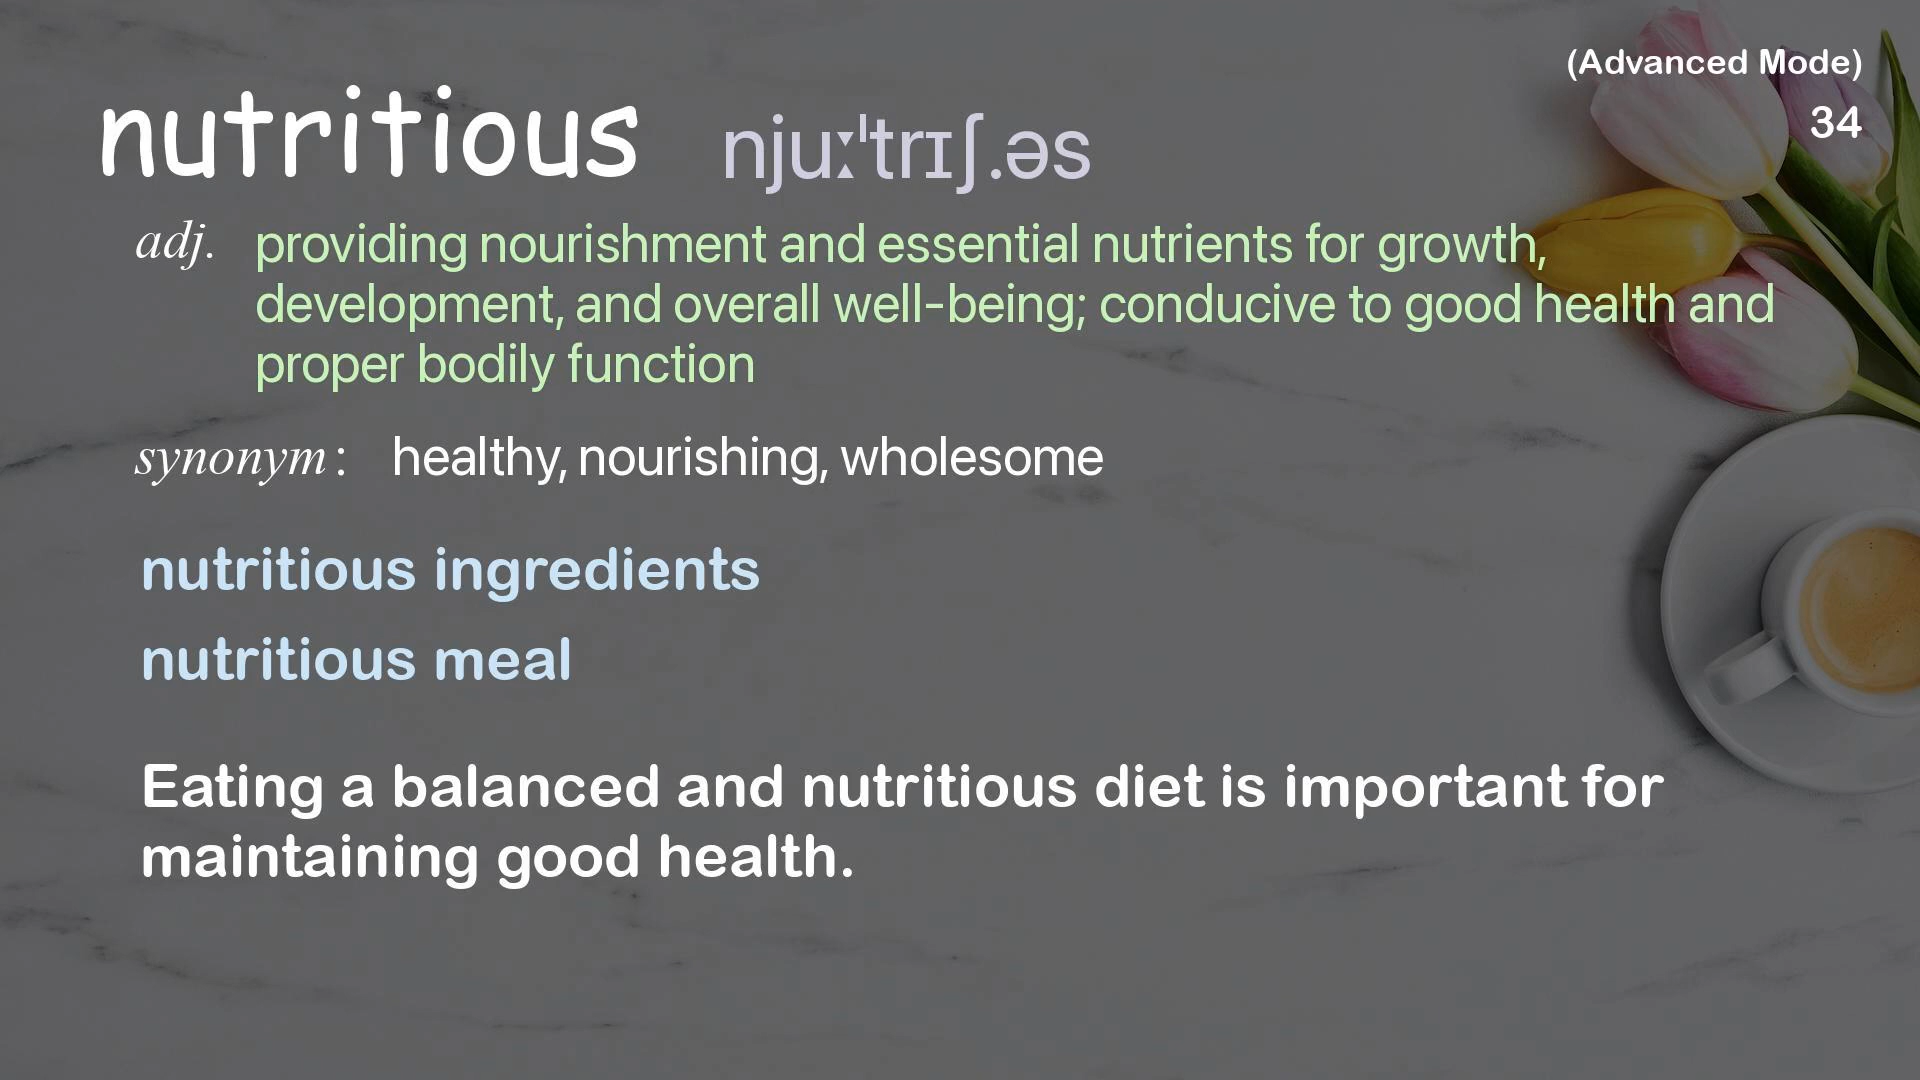 (Advanced Mode)
34
nutritious njuːˈtrɪʃ.əs
adj. providing nourishment and essential nutrients for growth,
development, and overall well-being; conducive to good health and
proper bodily function
synonym: healthy, nourishing, wholesome
nutritious ingredients
nutritious meal
Eating a balanced and nutritious diet is important for
maintaining good health.